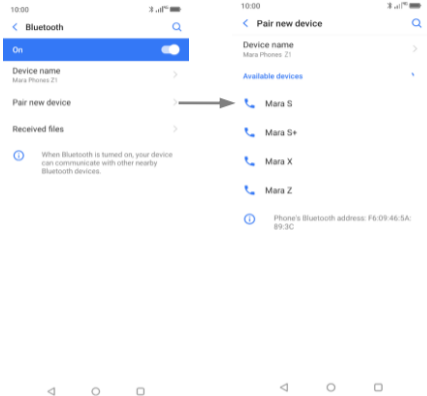 10:00
Bluetooth
On
Device name
Mara Phones Z1
Pair new device
Received files
When Bluetooth is turned on, your device
can communicate with other nearby
Bluetooth devices.
10:00
Pair new device
Device name
Mara Phones Z1
Available devices
Mara S
Mara S+
Mara X
Mara Z
Phone's Bluetooth address: F6:09:46:5A:
89:3C